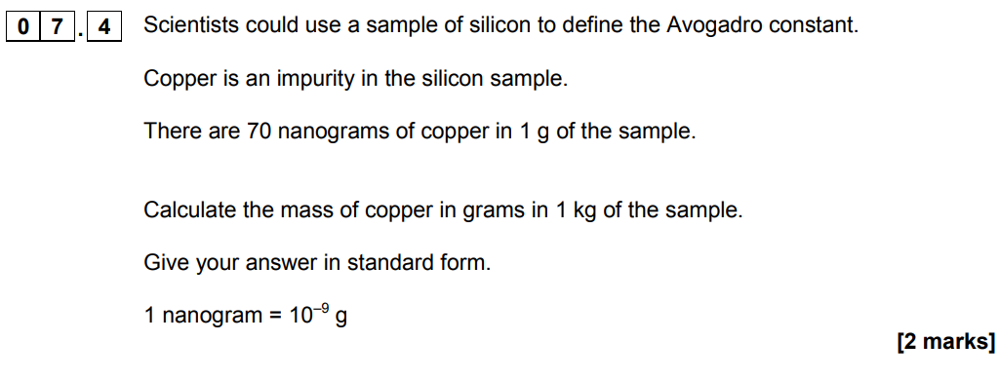 07.4 Scientists could use a sample of silicon to define the Avogadro constant.
Copper is an impurity in the silicon sample.
There are 70 nanograms of copper in 1 g of the sample.
Calculate the mass of copper in grams in 1 kg of the sample.
Give your answer in standard form.
1 nanogram = 10⁻⁹ g
[2 marks]